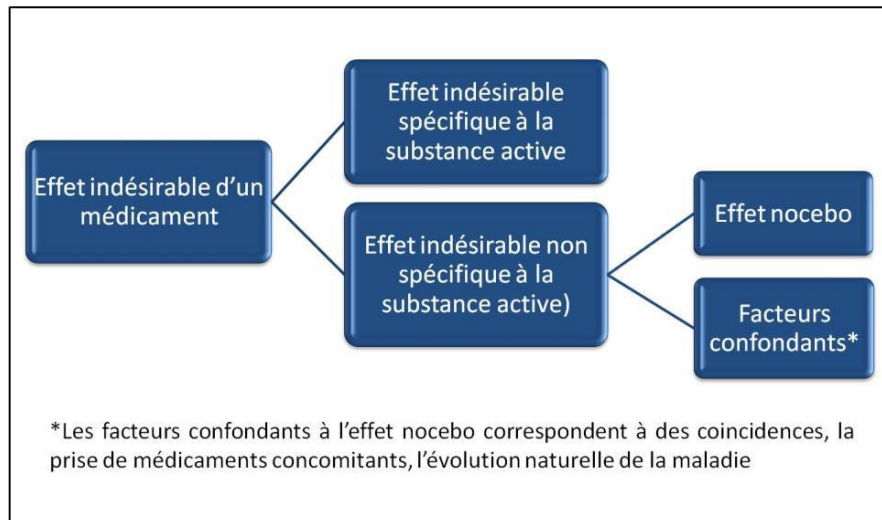 Effet indésirable d'un
médicament
Effet indésirable
spécifique à la
substance active
Effet indésirable non
spécifique à la
substance active)
Effet nocebo
Facteurs
confondants*
*Les facteurs confondants à l'effet nocebo correspondent à des coincidences, la
prise de médicaments concomitants, l'évolution naturelle de la maladie